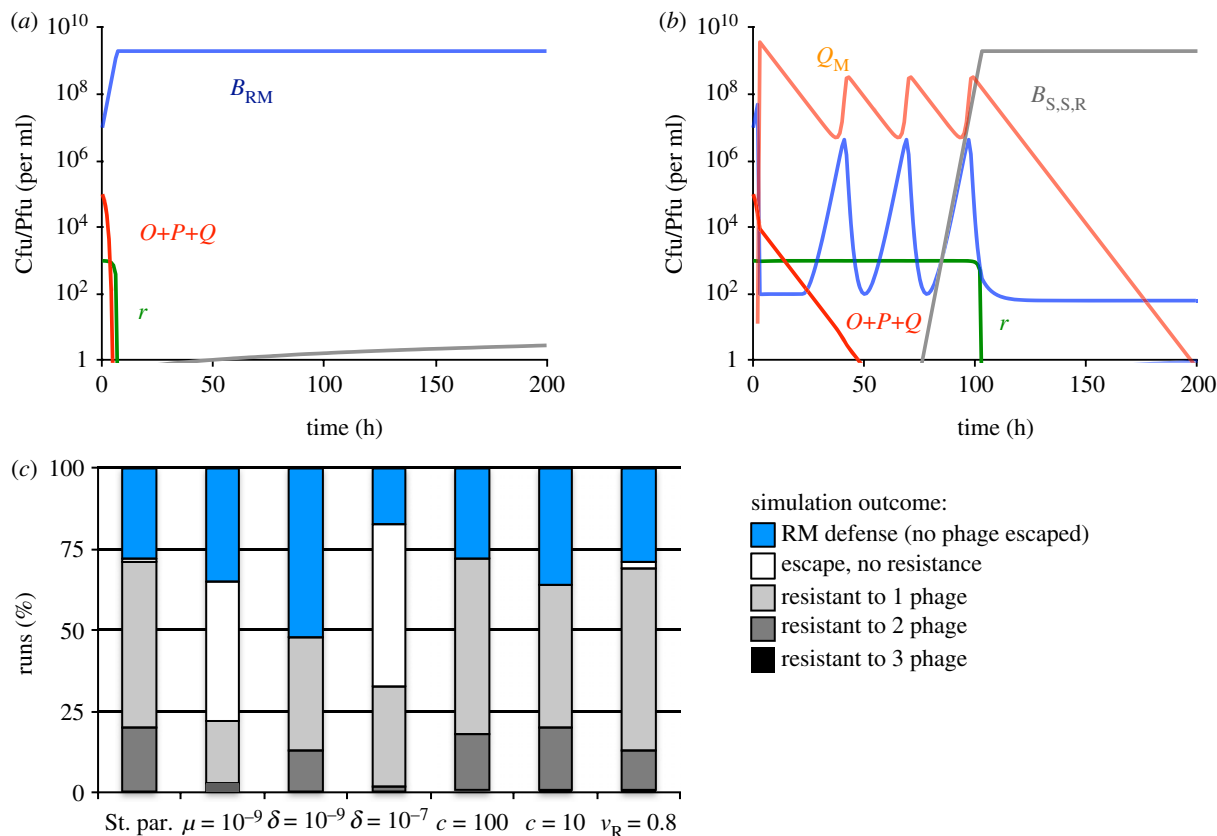 (a)
10^10
10^8
10^6
10^4
10^2
1
Cfu/Pfu (per ml)
B_RM
O+P+Q
r
0
50
100
150
200
time (h)
(b)
10^10
10^8
10^6
10^4
10^2
1
Cfu/Pfu (per ml)
Q_M
B_S,S,R
O+P+Q
r
0
50
100
150
200
time (h)
(c)
100
75
50
25
0
runs (%)
St. par.
μ = 10^−9
δ = 10^−9
δ = 10^−7
c = 100
c = 10
v_R = 0.8
simulation outcome:
RM defense (no phage escaped)
escape, no resistance
resistant to 1 phage
resistant to 2 phage
resistant to 3 phage